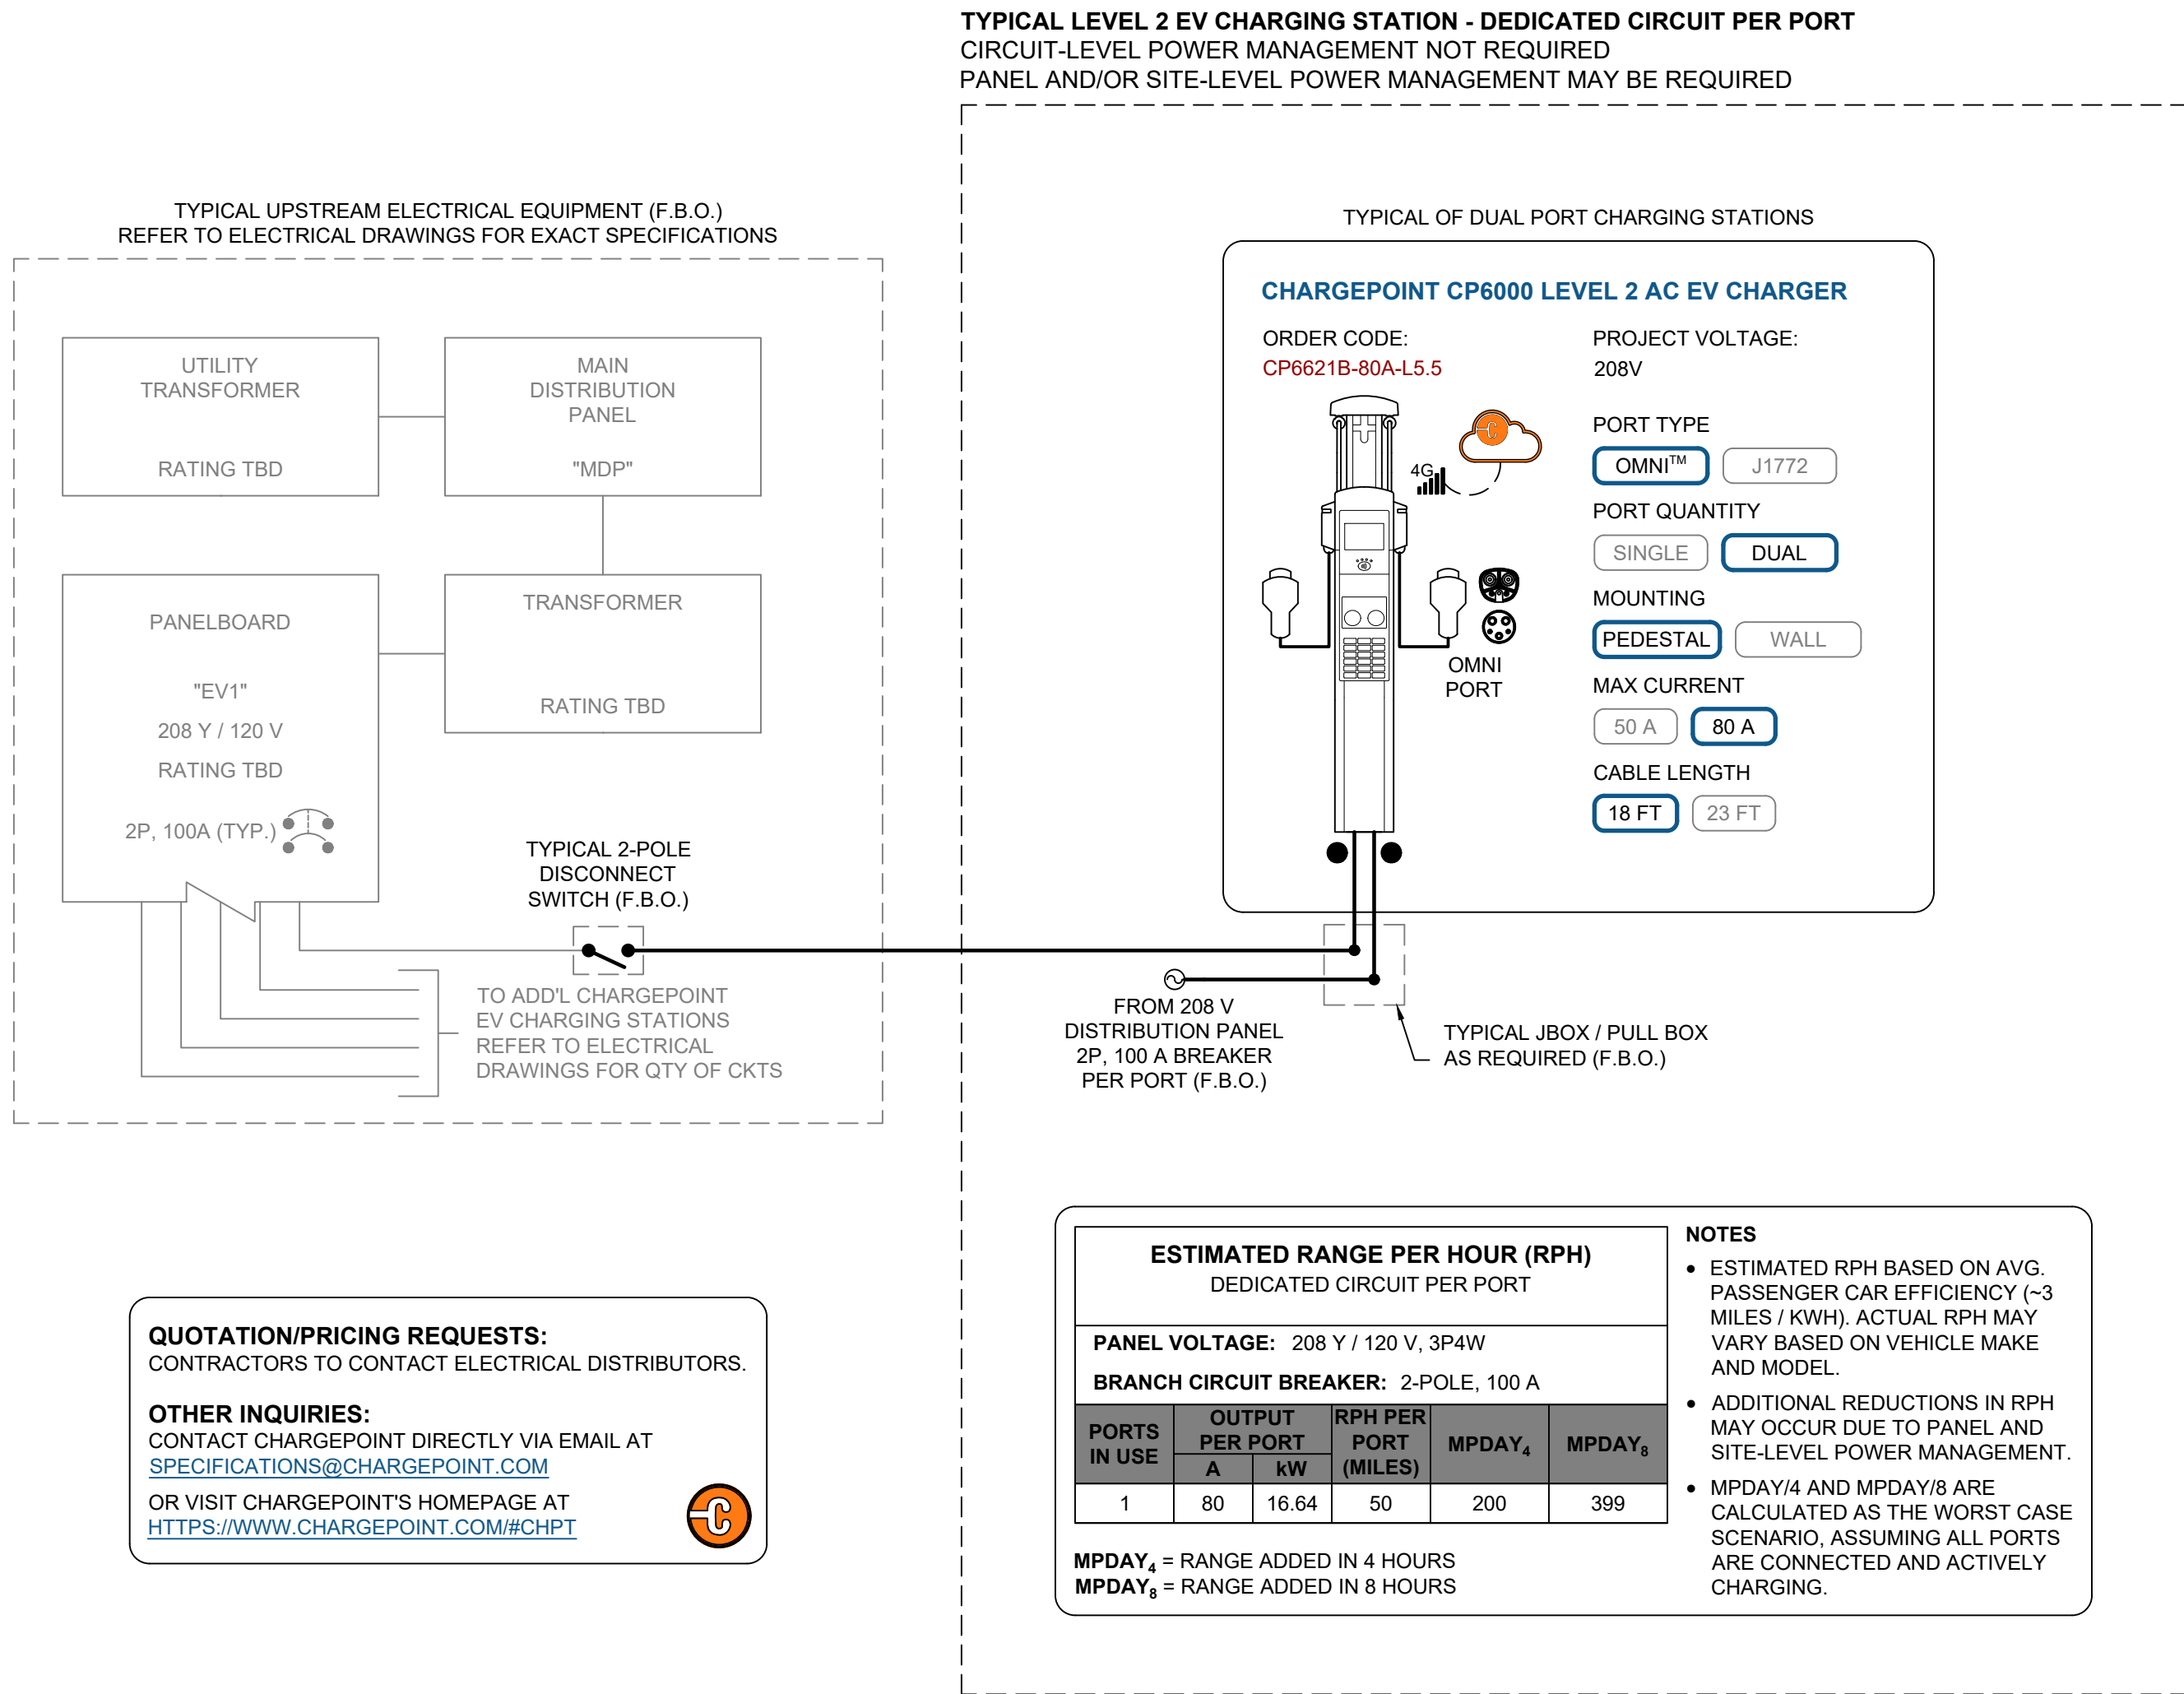 TYPICAL LEVEL 2 EV CHARGING STATION - DEDICATED CIRCUIT PER PORT
CIRCUIT-LEVEL POWER MANAGEMENT NOT REQUIRED
PANEL AND/OR SITE-LEVEL POWER MANAGEMENT MAY BE REQUIRED
TYPICAL UPSTREAM ELECTRICAL EQUIPMENT (F.B.O.)
REFER TO ELECTRICAL DRAWINGS FOR EXACT SPECIFICATIONS
UTILITY
TRANSFORMER
RATING TBD
MAIN
DISTRIBUTION
PANEL
"MDP"
PANELBOARD
"EV1"
208 Y / 120 V
RATING TBD
2P, 100A (TYP.)
TRANSFORMER
RATING TBD
TYPICAL 2-POLE
DISCONNECT
SWITCH (F.B.O.)
TO ADD'L CHARGEPOINT
EV CHARGING STATIONS
REFER TO ELECTRICAL
DRAWINGS FOR QTY OF CKTS
TYPICAL OF DUAL PORT CHARGING STATIONS
CHARGEPOINT CP6000 LEVEL 2 AC EV CHARGER
ORDER CODE:
CP6621B-80A-L5.5
4G
OMNI
PORT
PROJECT VOLTAGE:
208V
PORT TYPE
OMNI™ J1772
PORT QUANTITY
SINGLE DUAL
MOUNTING
PEDESTAL WALL
MAX CURRENT
50 A 80 A
CABLE LENGTH
18 FT 23 FT
FROM 208 V
DISTRIBUTION PANEL
2P, 100 A BREAKER
PER PORT (F.B.O.)
TYPICAL JBOX / PULL BOX
AS REQUIRED (F.B.O.)
QUOTATION/PRICING REQUESTS:
CONTRACTORS TO CONTACT ELECTRICAL DISTRIBUTORS.
OTHER INQUIRIES:
CONTACT CHARGEPOINT DIRECTLY VIA EMAIL AT
SPECIFICATIONS@CHARGEPOINT.COM
OR VISIT CHARGEPOINT'S HOMEPAGE AT
HTTPS://WWW.CHARGEPOINT.COM/#CHPT
ESTIMATED RANGE PER HOUR (RPH)
DEDICATED CIRCUIT PER PORT
PANEL VOLTAGE: 208 Y / 120 V, 3P4W
BRANCH CIRCUIT BREAKER: 2-POLE, 100 A
PORTS IN USE OUTPUT PER PORT A kW RPH PER PORT (MILES) MPDAY₄ MPDAY₈
1 80 16.64 50 200 399
MPDAY₄ = RANGE ADDED IN 4 HOURS
MPDAY₈ = RANGE ADDED IN 8 HOURS
NOTES
• ESTIMATED RPH BASED ON AVG.
PASSENGER CAR EFFICIENCY (~3
MILES / KWH). ACTUAL RPH MAY
VARY BASED ON VEHICLE MAKE
AND MODEL.
• ADDITIONAL REDUCTIONS IN RPH
MAY OCCUR DUE TO PANEL AND
SITE-LEVEL POWER MANAGEMENT.
• MPDAY/4 AND MPDAY/8 ARE
CALCULATED AS THE WORST CASE
SCENARIO, ASSUMING ALL PORTS
ARE CONNECTED AND ACTIVELY
CHARGING.